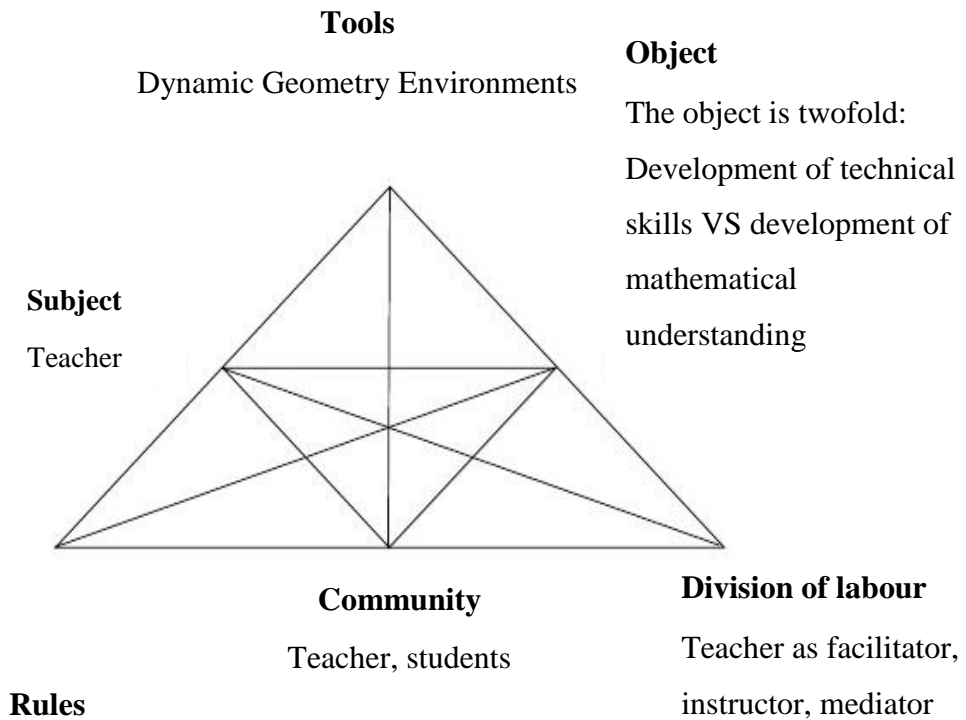 Tools
Dynamic Geometry Environments
Object
The object is twofold:
Development of technical
skills VS development of
mathematical
understanding
Subject
Teacher
Community
Teacher, students
Division of labour
Teacher as facilitator,
instructor, mediator
Rules